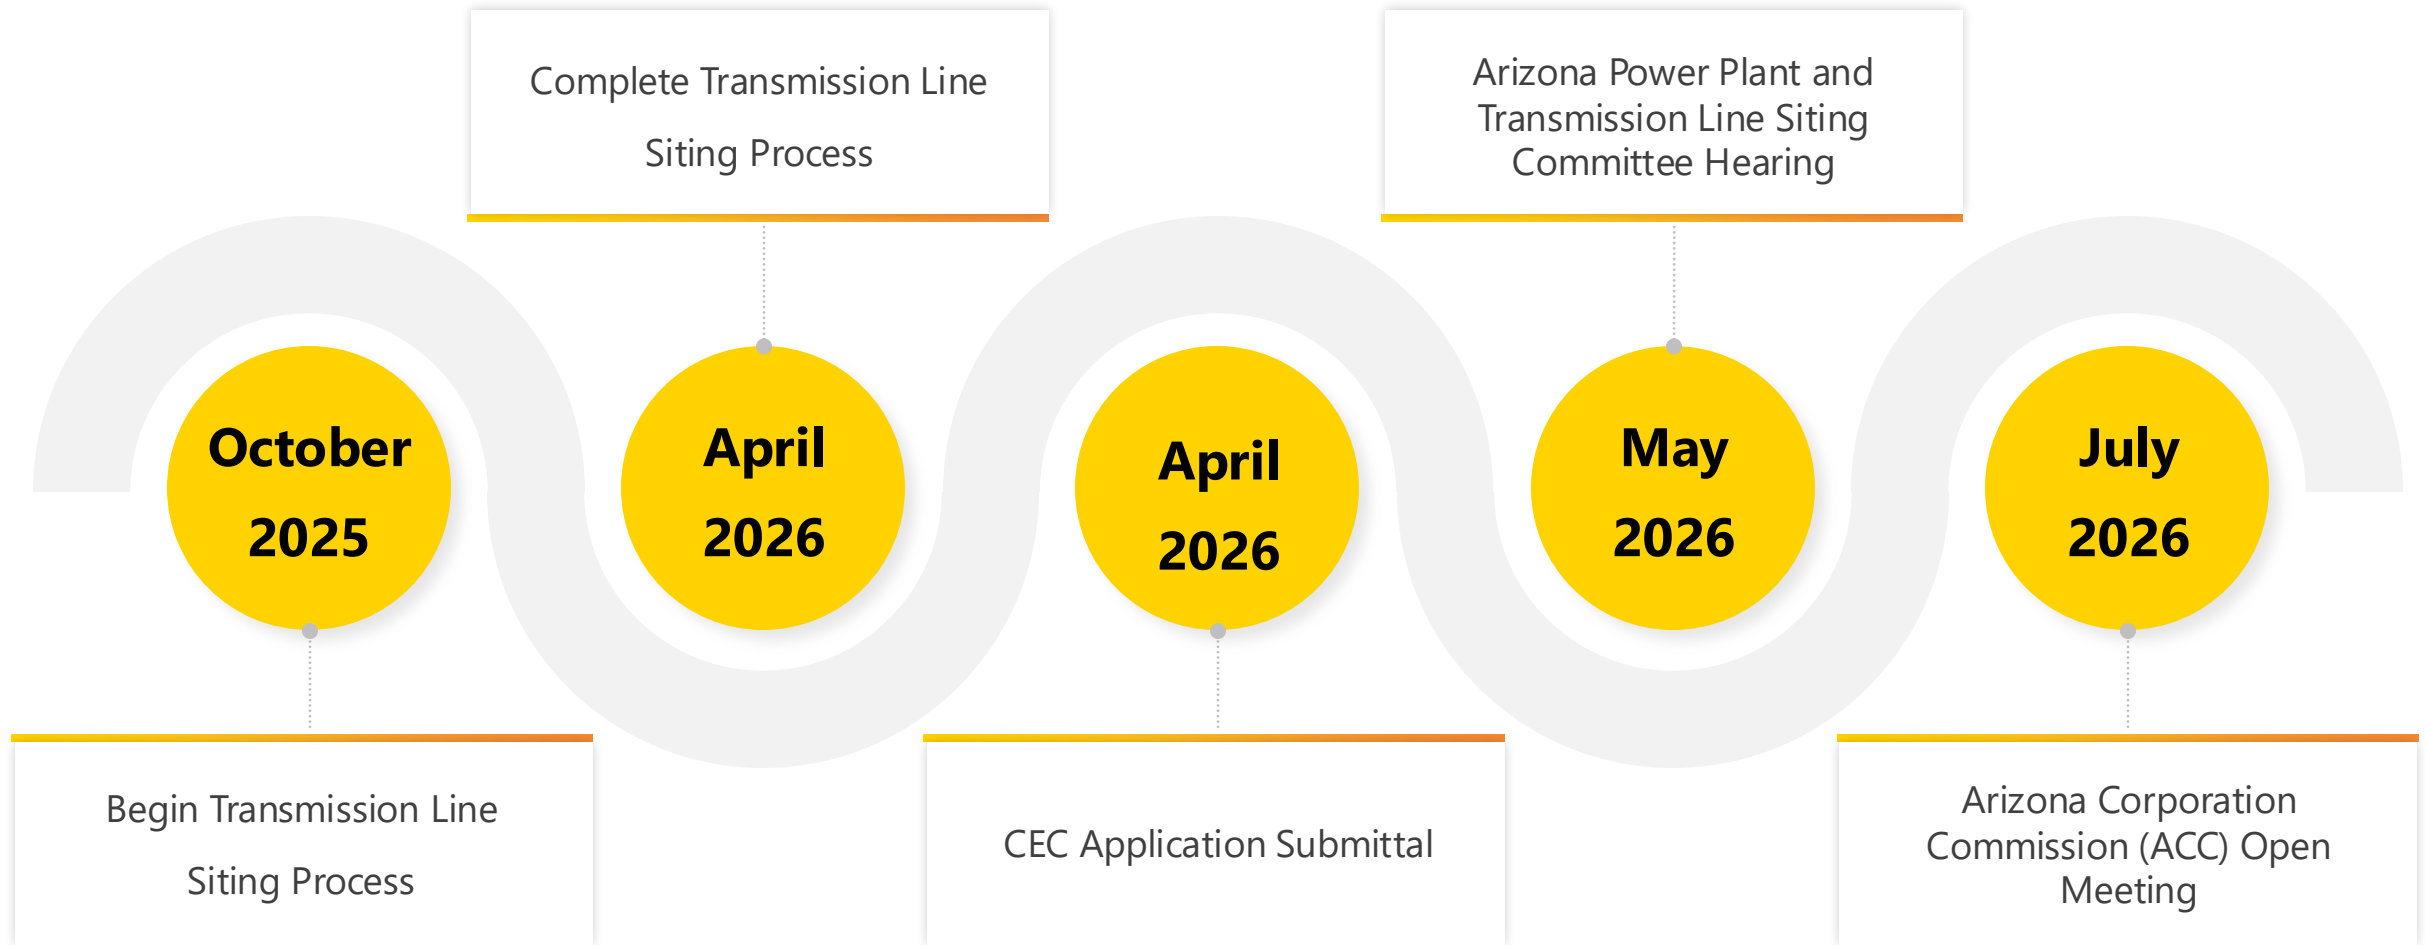 October
2025
Begin Transmission Line
Siting Process
Complete Transmission Line
Siting Process
April
2026
April
2026
CEC Application Submittal
Arizona Power Plant and
Transmission Line Siting
Committee Hearing
May
2026
July
2026
Arizona Corporation
Commission (ACC) Open
Meeting